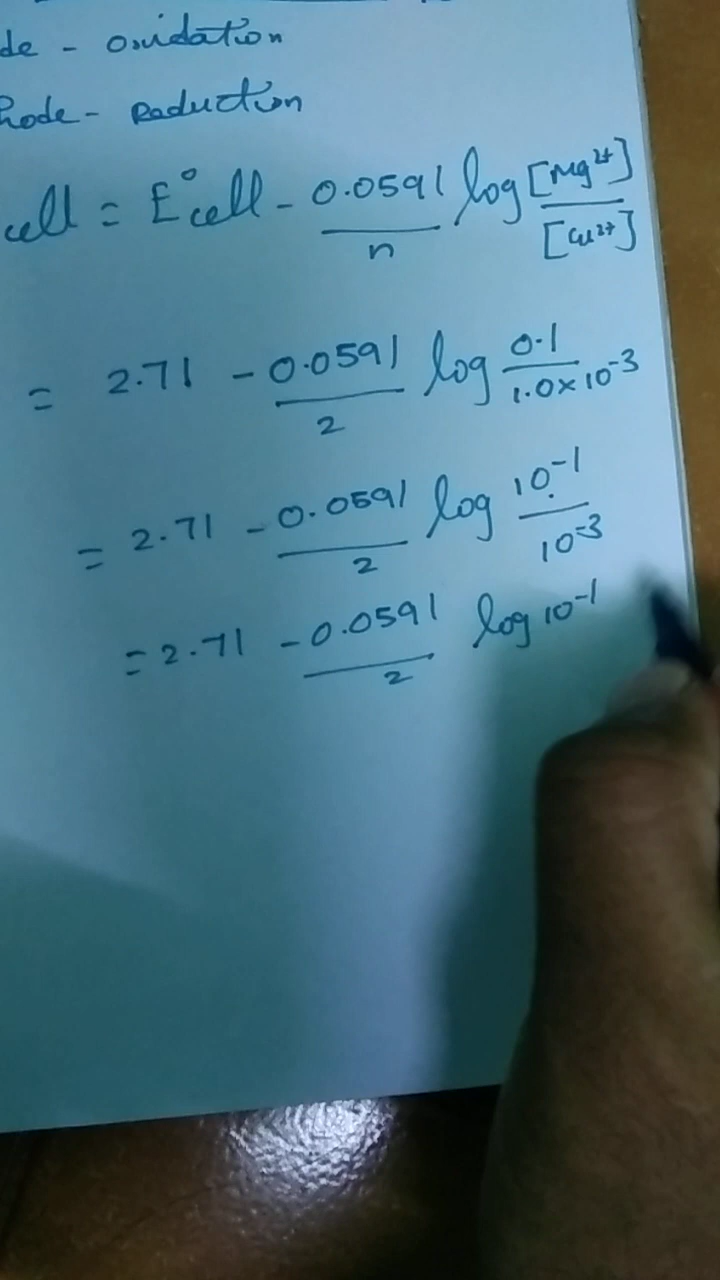 de - oxidation
hode - Reduction
cell = E°cell - 0.0591/n log [Mg²⁺]/[Cu²⁺]
= 2.71 - 0.0591/2 log 0.1/1.0×10⁻³
= 2.71 - 0.0591/2 log 10⁻¹/10⁻³
= 2.71 - 0.0591/2 log 10⁻¹